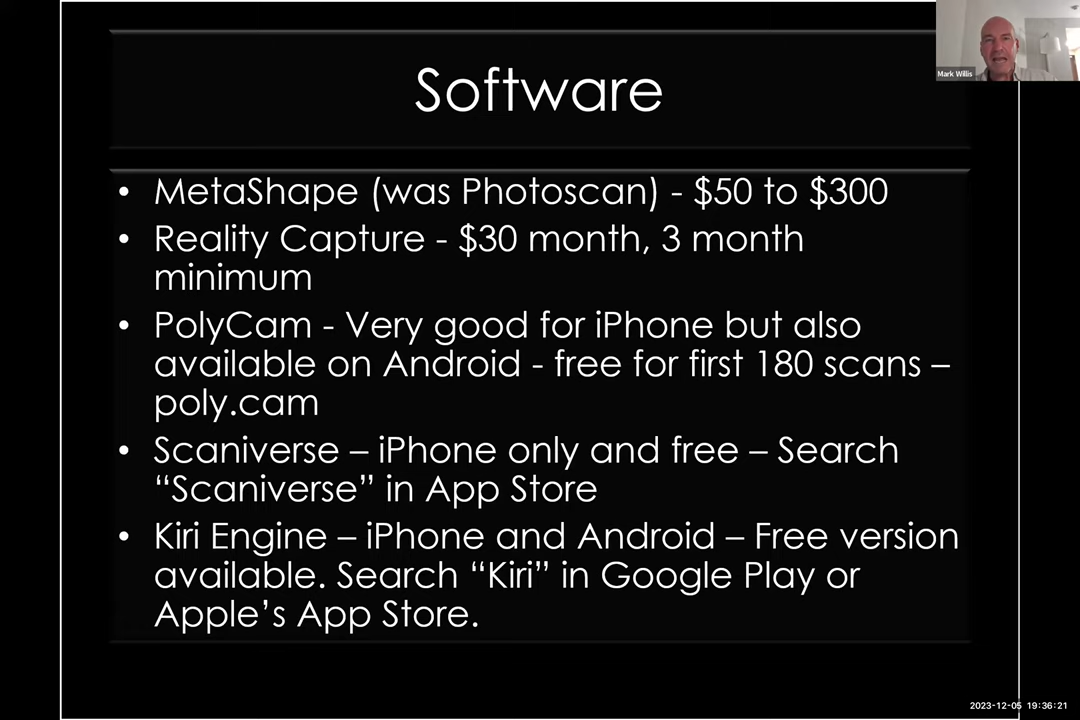 Mark Willis
Software
• MetaShape (was Photoscan) - $50 to $300
• Reality Capture - $30 month, 3 month
minimum
• PolyCam - Very good for iPhone but also
available on Android - free for first 180 scans –
poly.cam
• Scaniverse – iPhone only and free – Search
“Scaniverse” in App Store
• Kiri Engine – iPhone and Android – Free version
available. Search “Kiri” in Google Play or
Apple’s App Store.
2023-12-05 19:36:21